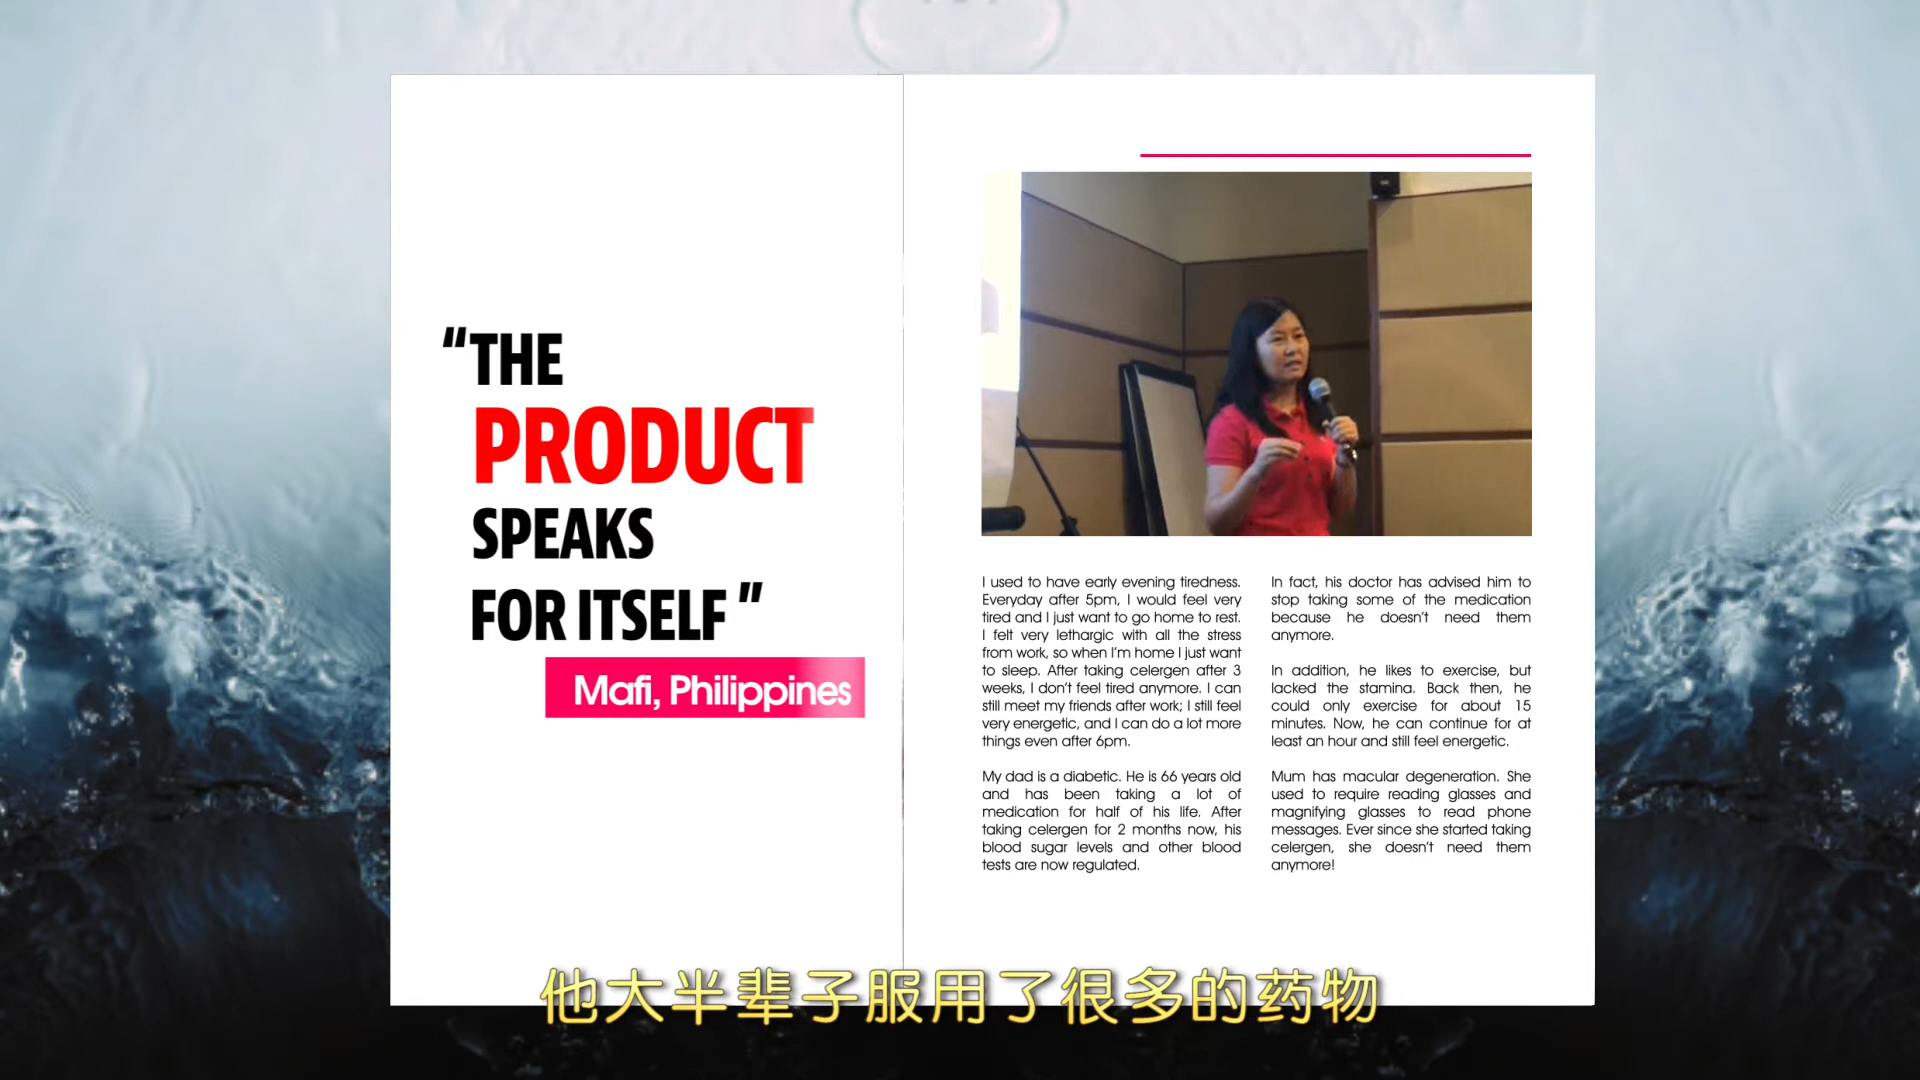 “THE
PRODUCT
SPEAKS
FOR ITSELF”
Mafi, Philippines
I used to have early evening tiredness.
Everyday after 5pm, I would feel very
tired and I just want to go home to rest.
I felt very lethargic with all the stress
from work, so when I’m home I just want
to sleep. After taking celergen after 3
weeks, I don’t feel tired anymore. I can
still meet my friends after work; I still feel
very energetic, and I can do a lot more
things even after 6pm.
My dad is a diabetic. He is 66 years old
and has been taking a lot of
medication for half of his life. After
taking celergen for 2 months now, his
blood sugar levels and other blood
tests are now regulated.
In fact, his doctor has advised him to
stop taking some of the medication
because he doesn’t need them
anymore.
In addition, he likes to exercise, but
lacked the stamina. Back then, he
could only exercise for about 15
minutes. Now, he can continue for at
least an hour and still feel energetic.
Mum has macular degeneration. She
used to require reading glasses and
magnifying glasses to read phone
messages. Ever since she started taking
celergen, she doesn’t need them
anymore!
他大半辈子服用了很多的药物